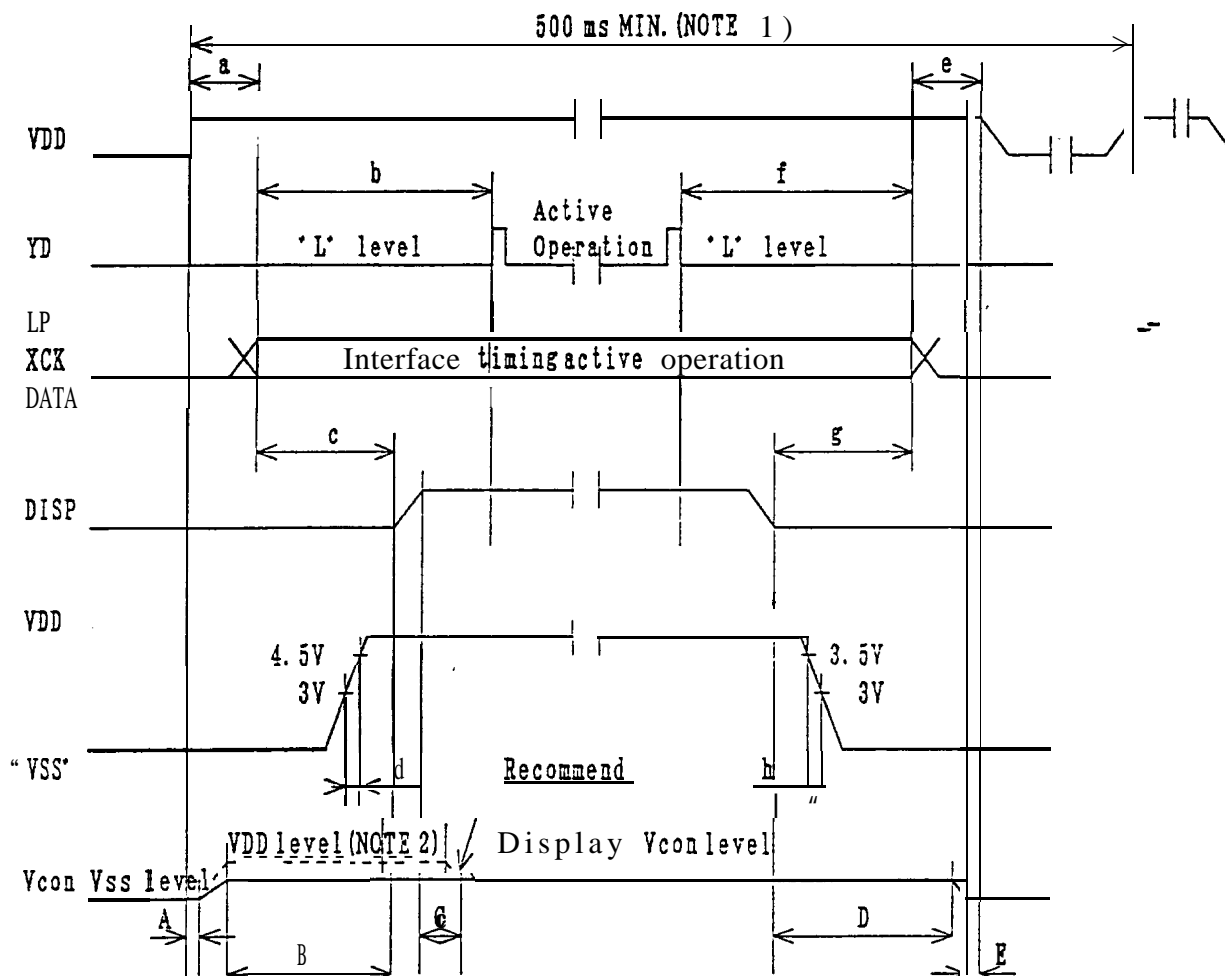 500 ms MIN. (NOTE 1)
a
e
VDD
b
f
Active
YD
"L" level
Operation
"L" level
LP
XCK
Interface timing active operation
DATA
c
g
DISP
VDD
4.5V
3.5V
3V
3V
"VSS"
d
Recommend
h
VDD level (NOTE 2)
Display Vcon level
Vcon Vss level
A
C
D
B
E